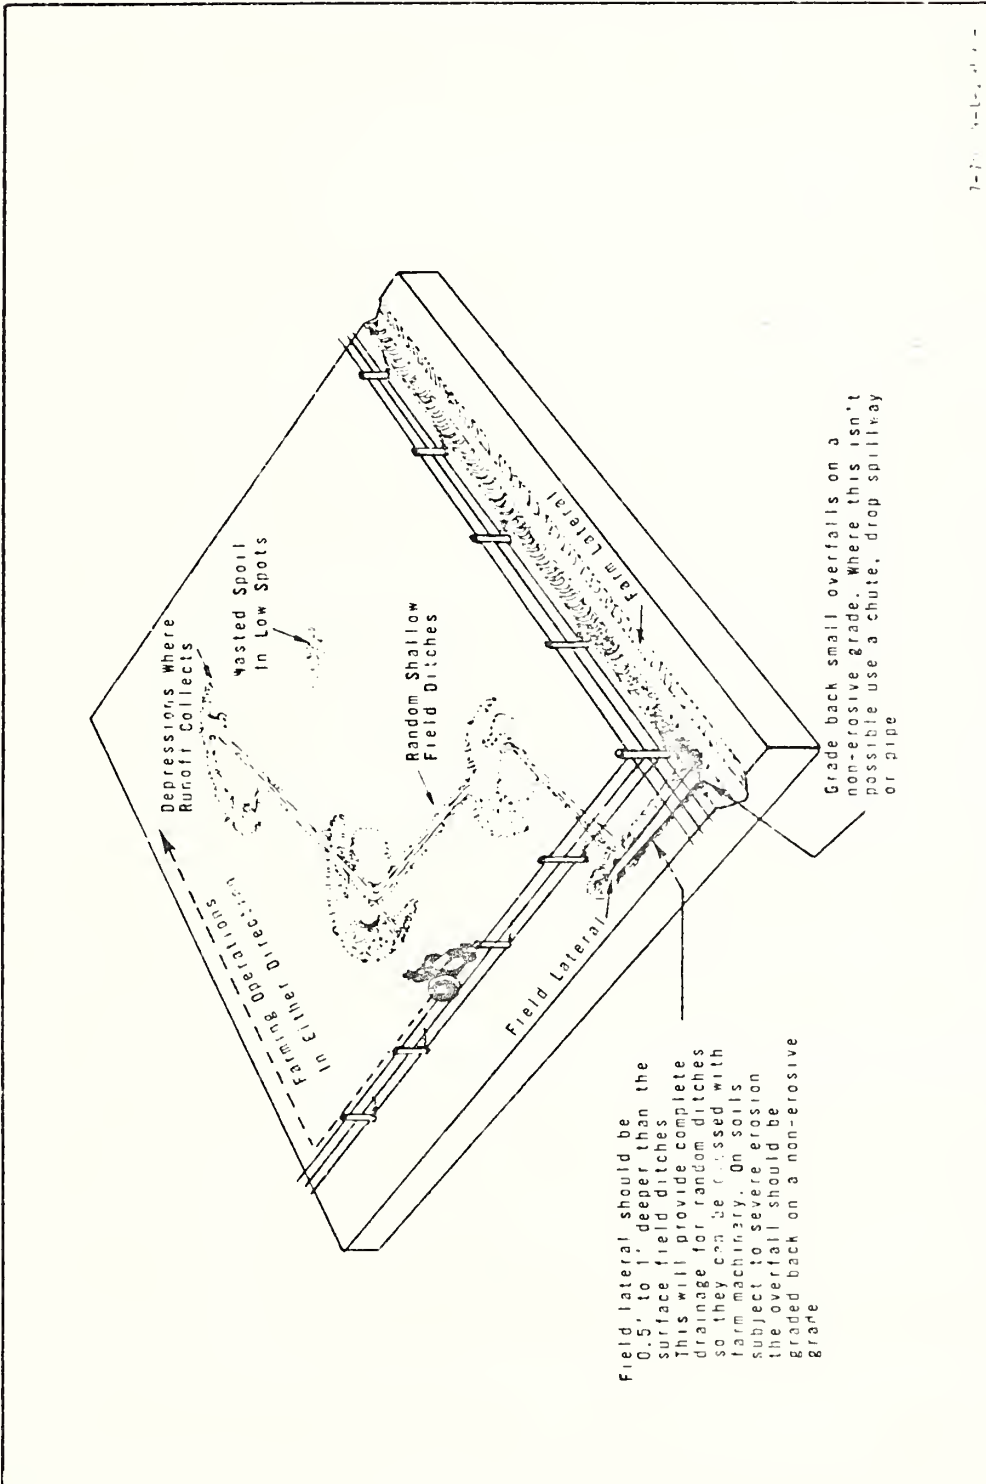 Farming Operations
In Either Direction
Depressions Where
Runoff Collects
Wasted Spoil
In Low Spots
Random Shallow
Field Ditches
Field Lateral
Farm Lateral
Field lateral should be
0.5' to 1' deeper than the
surface field ditches
This will provide complete
drainage for random ditches
so they can be with
farm machinery. On soils
subject to severe erosion
the overfall should be
graded back on a non-erosive
grade
Grade back small overfalls on a
non-erosive grade. Where this isn't
possible use a chute, drop spillway
or pipe